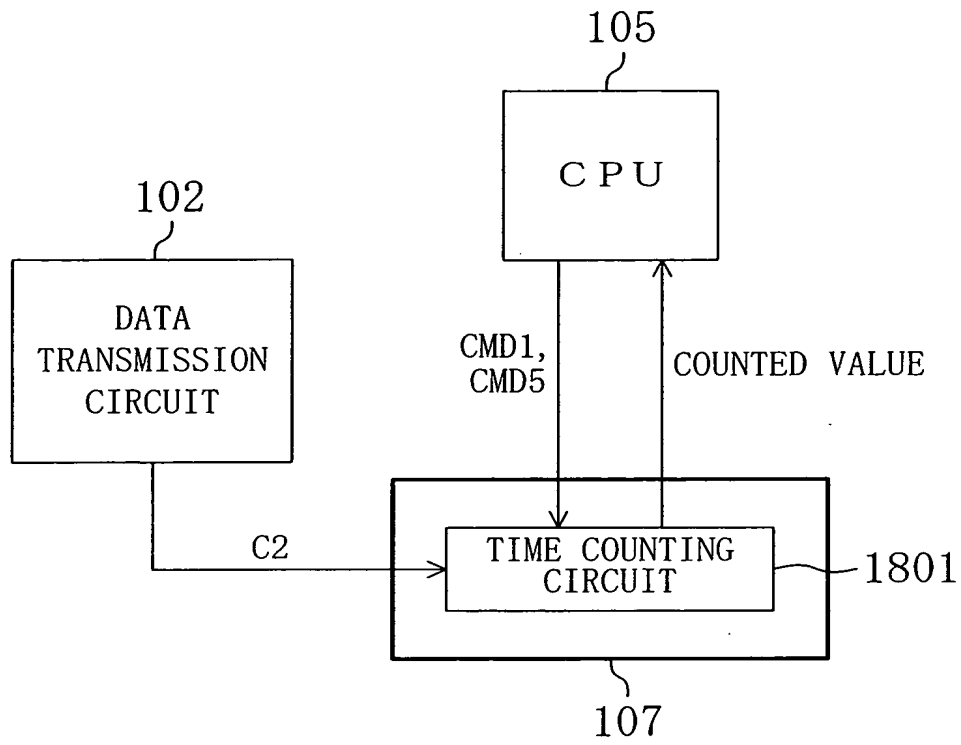 105
CPU
102
DATA
TRANSMISSION
CIRCUIT
CMD1,
CMD5
COUNTED VALUE
C2
TIME COUNTING
CIRCUIT
1801
107